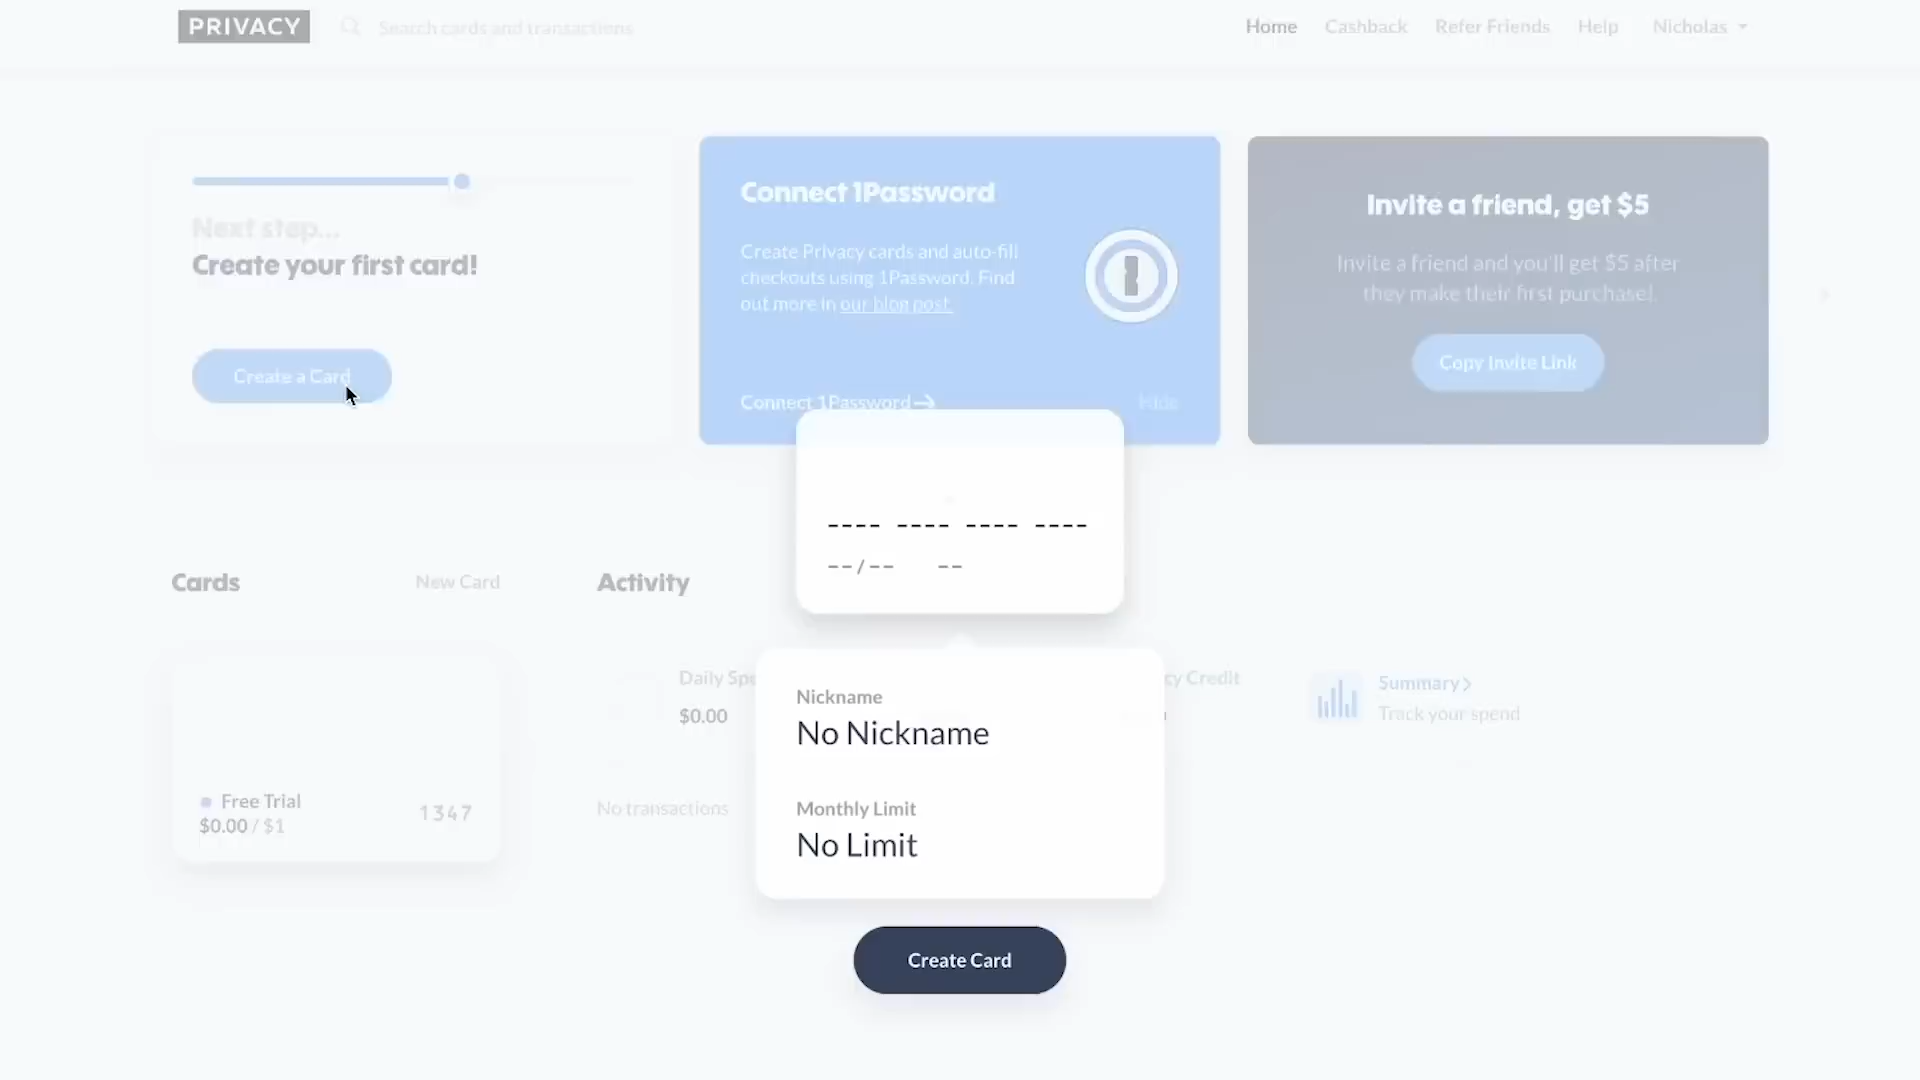 PRIVACY
Search cards and transactions
Home
Cashback
Refer Friends
Help
Nicholas
Next step...
Create your first card!
Create a Card
Connect 1Password
Create Privacy cards and auto-fill
checkouts using 1Password. Find
out more in our blog post.
Connect 1Password
Hide
Invite a friend, get $5
Invite a friend and you'll get $5 after
they make their first purchase!
Copy Invite Link
---- ---- ---- ----
--/-- --
Cards
New Card
Activity
Free Trial
$0.00 / $1
1347
Daily
$0.00
Credit
No transactions
Summary
Track your spend
Nickname
No Nickname
Monthly Limit
No Limit
Create Card